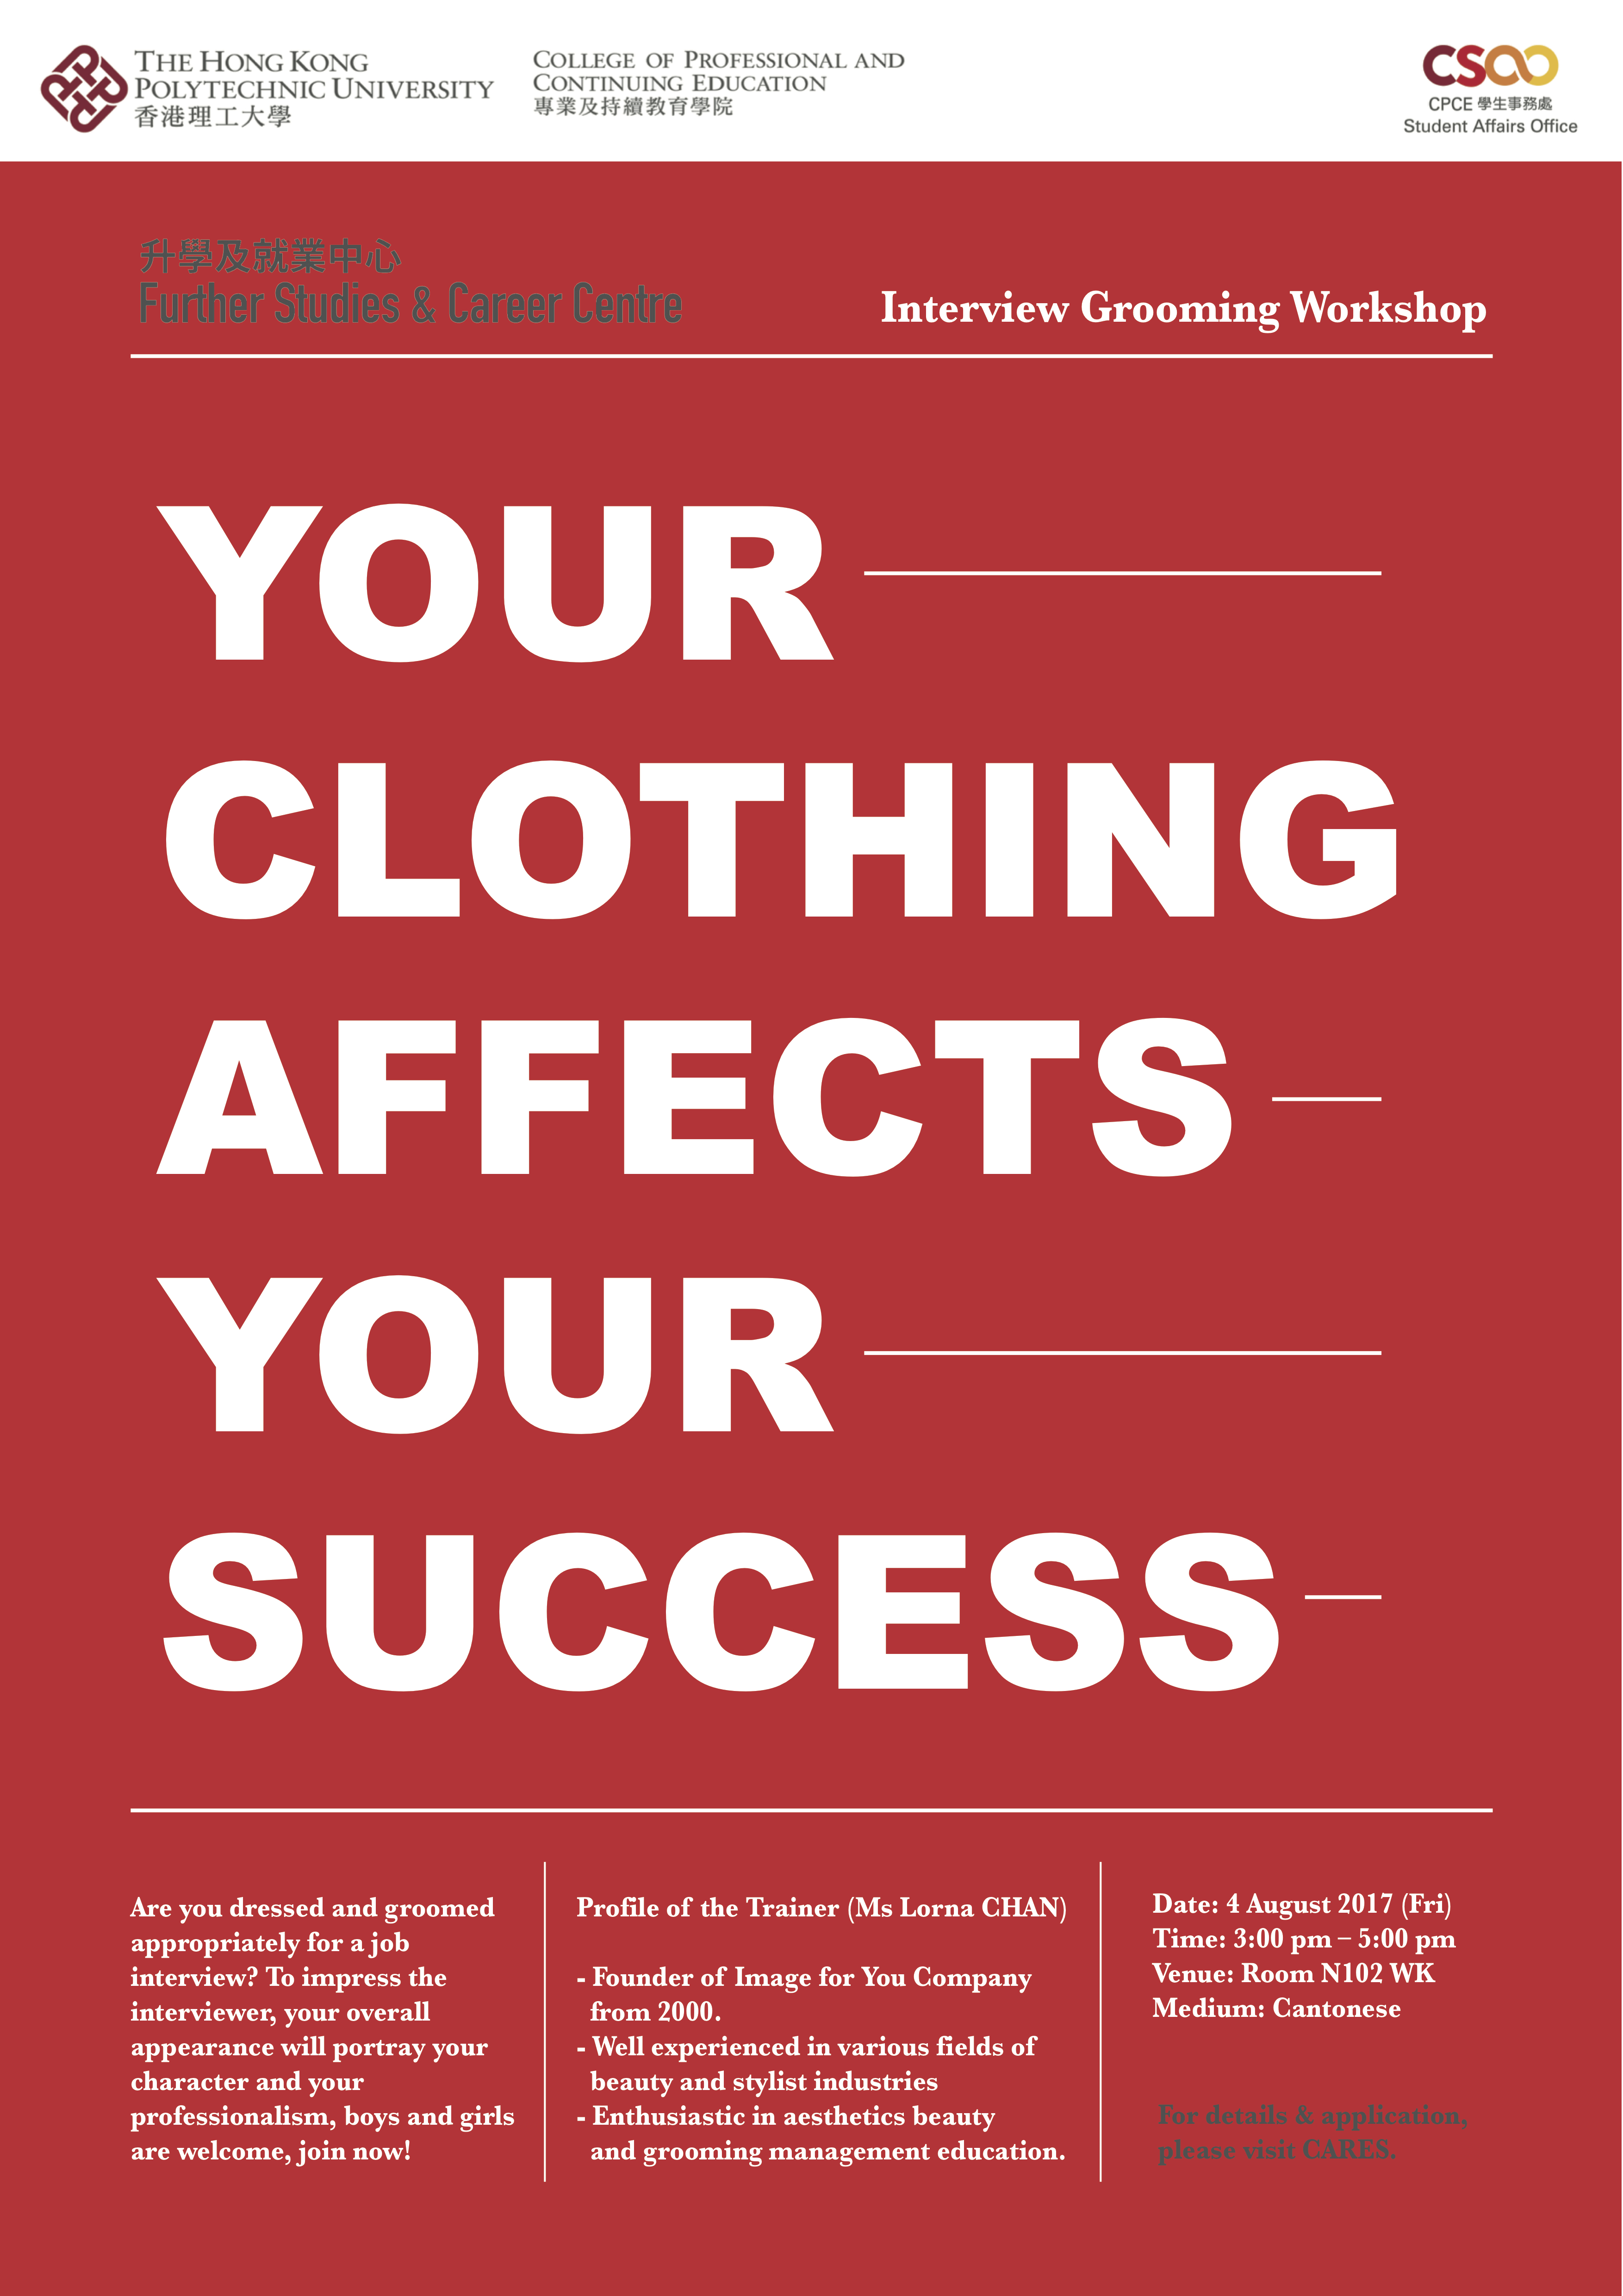 THE HONG KONG
POLYTECHNIC UNIVERSITY
香港理工大學
COLLEGE OF PROFESSIONAL AND
CONTINUING EDUCATION
專業及持續教育學院
CSAO
CPCE 學生事務處
Student Affairs Office
升學及就業中心
Further Studies & Career Centre
Interview Grooming Workshop
YOUR
CLOTHING
AFFECTS
YOUR
SUCCESS
Are you dressed and groomed
appropriately for a job
interview? To impress the
interviewer, your overall
appearance will portray your
character and your
professionalism, boys and girls
are welcome, join now!
Profile of the Trainer (Ms Lorna CHAN)
- Founder of Image for You Company
from 2000.
- Well experienced in various fields of
beauty and stylist industries
- Enthusiastic in aesthetics beauty
and grooming management education.
Date: 4 August 2017 (Fri)
Time: 3:00 pm – 5:00 pm
Venue: Room N102 WK
Medium: Cantonese
For details & application,
please visit CARES.